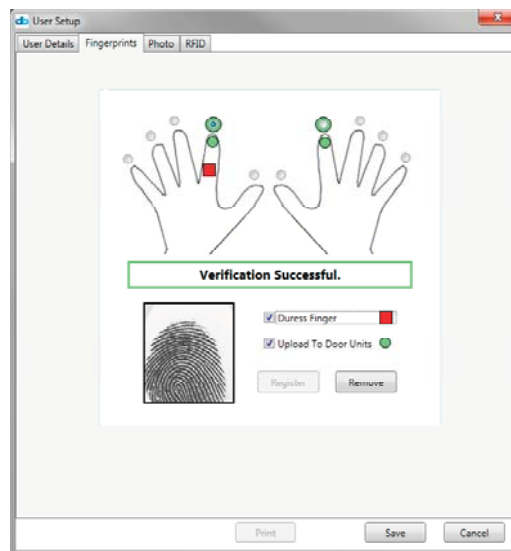 db User Setup
User Details Fingerprints Photo RFID
Verification Successful.
Duress Finger
Upload To Door Units
Register Remove
Print Save Cancel